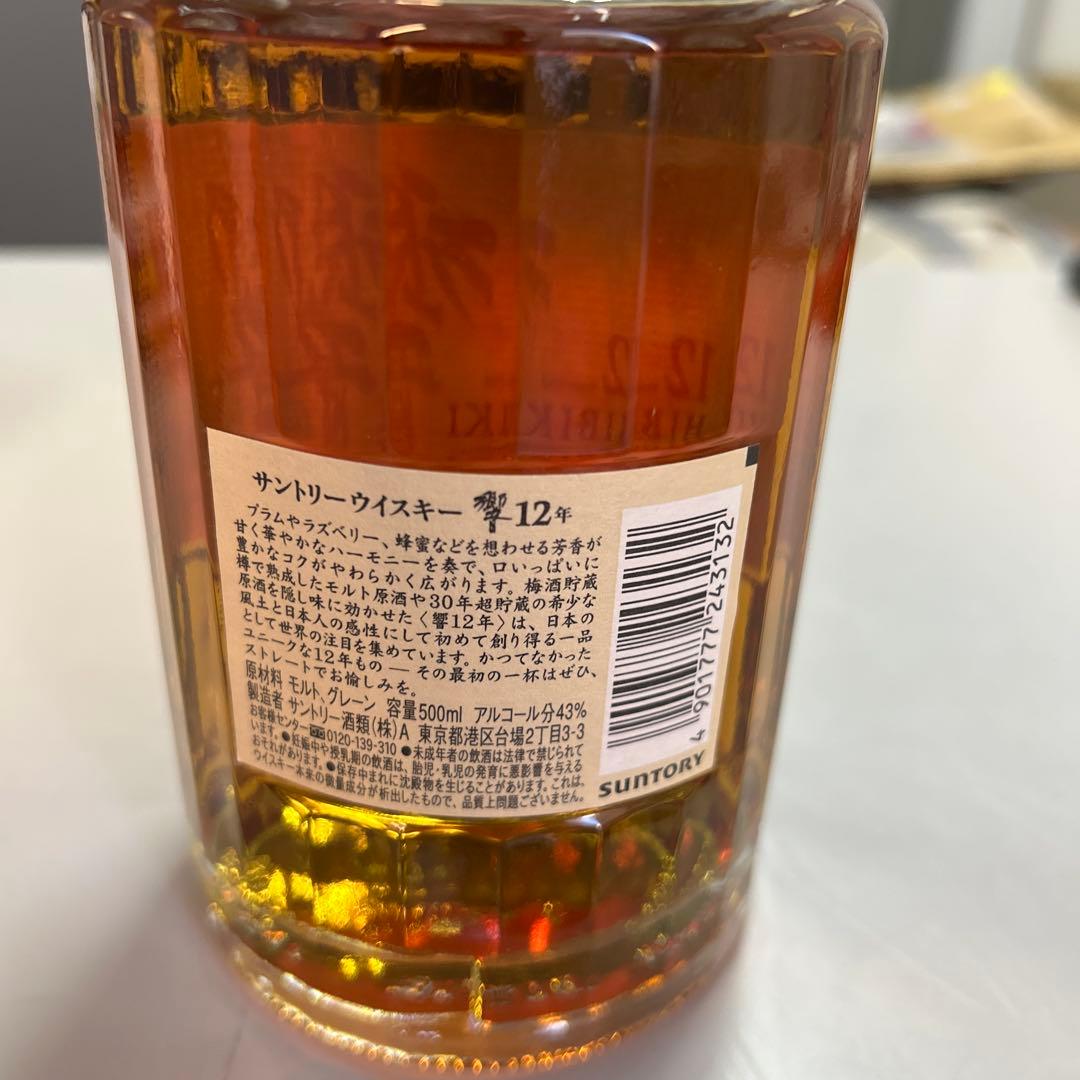 サントリーウイスキー 響 12年
プラムやラズベリー、蜂蜜などを想わせる芳香が
甘く華やかなハーモニーを奏で、口いっぱいに
豊かなコクがやわらかく広がります。梅酒貯蔵
樽で熟成したモルト原酒や30年超貯蔵の希少な
原酒を隠し味に効かせた〈響12年〉は、日本の
風土と日本人の感性にして初めて創り得る一品
として世界の注目を集めています。かつてなかった
ユニークな12年もの ― その最初の一杯はぜひ、
ストレートでお愉しみを。
原材料 モルト、グレーン 容量500ml アルコール分43%
製造者 サントリー酒類(株)A 東京都港区台場2丁目3-3
お客様センター 0120-139-310 ●未成年者の飲酒は法律で禁じられて
います。●妊娠中や授乳期の飲酒は、胎児・乳児の発育に悪影響を与える
おそれがあります。●保存中まれに沈殿物を生じることがあります。これは、
ウイスキー本来の微量成分が析出したもので、品質上問題ございません。
4 901777 243132
SUNTORY